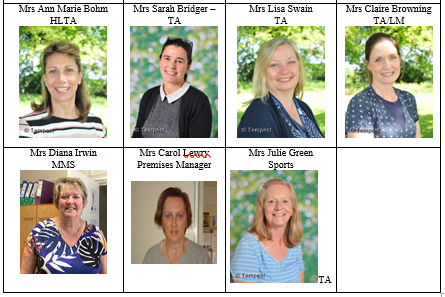 Mrs Ann Marie Bohm
HLTA
Mrs Sarah Bridger –
TA
Mrs Lisa Swain
TA
Mrs Claire Browning
TA/LM
© Tempest
© Tempest
© Tempest
© Tempest
Mrs Diana Irwin
MMS
Mrs Carol Lewry
Premises Manager
Mrs Julie Green
Sports
© Tempest
TA